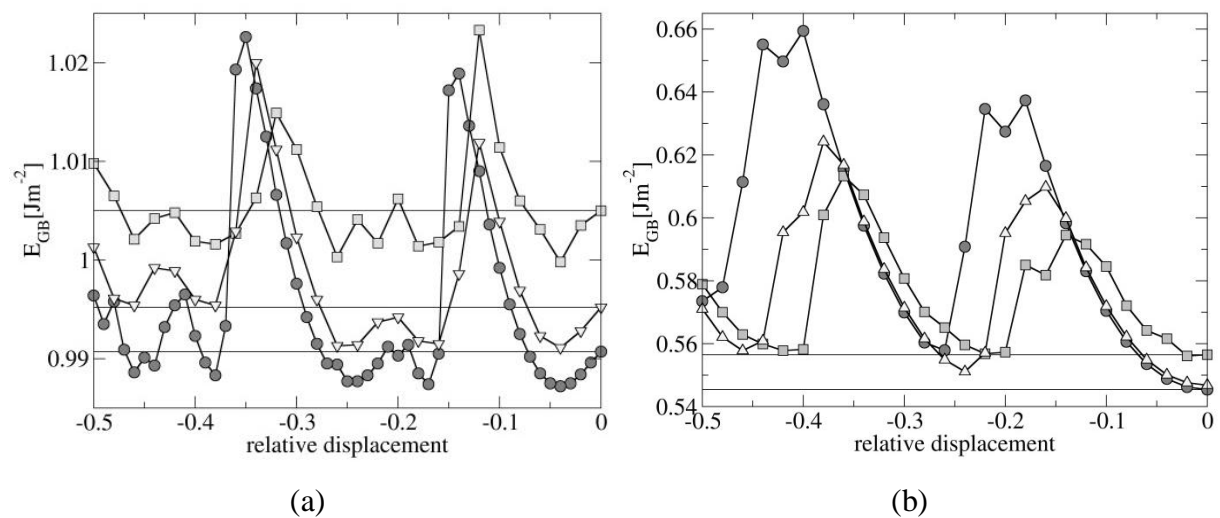 1.02
1.01
1
0.99
E_GB[Jm^-2]
-0.5 -0.4 -0.3 -0.2 -0.1 0
relative displacement
(a)
0.66
0.64
0.62
0.6
0.58
0.56
0.54
E_GB[Jm^-2]
-0.5 -0.4 -0.3 -0.2 -0.1 0
relative displacement
(b)